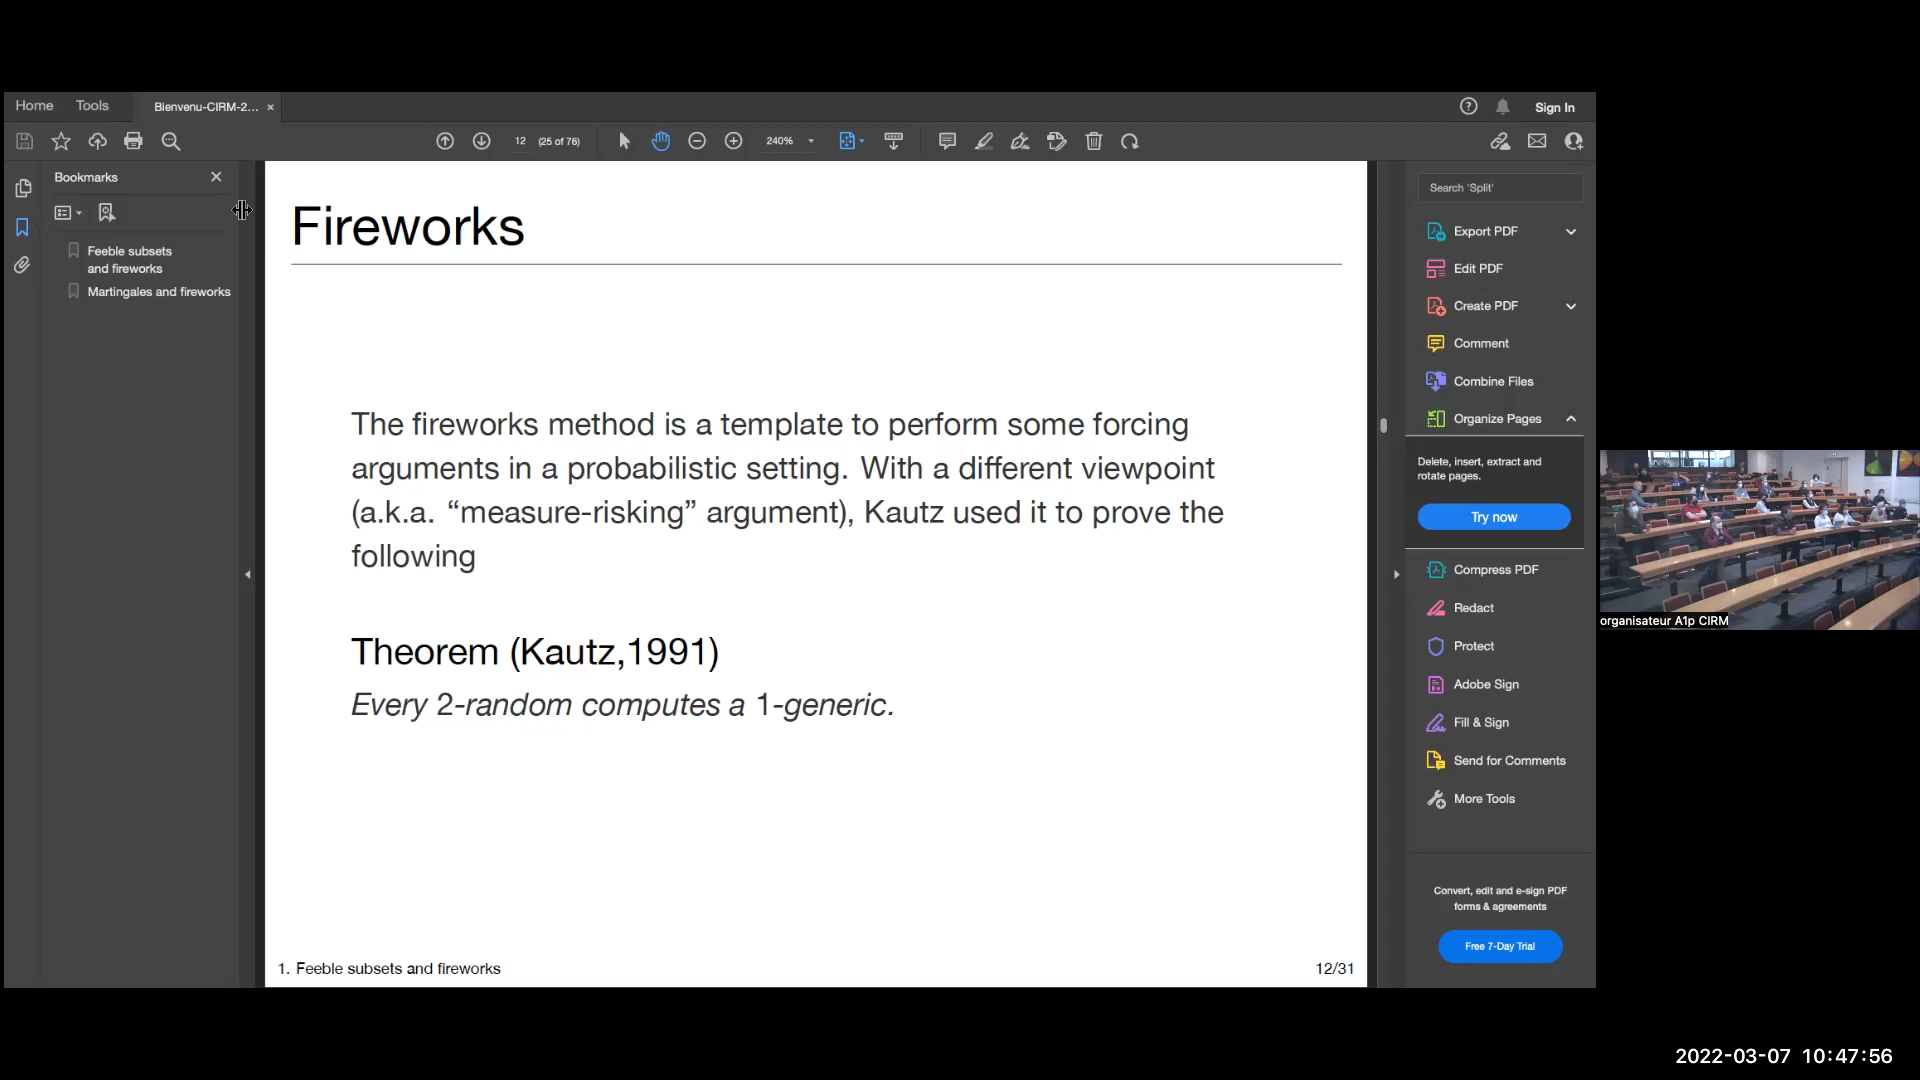 Home Tools Bienvenu-CIRM-2... × Sign In
12 (25 of 76) 240%
Bookmarks
Feeble subsets
and fireworks
Martingales and fireworks
Fireworks
The fireworks method is a template to perform some forcing
arguments in a probabilistic setting. With a different viewpoint
(a.k.a. “measure-risking” argument), Kautz used it to prove the
following
Theorem (Kautz,1991)
Every 2-random computes a 1-generic.
1. Feeble subsets and fireworks 12/31
Search 'Split'
Export PDF
Edit PDF
Create PDF
Comment
Combine Files
Organize Pages
Delete, insert, extract and
rotate pages.
Try now
Compress PDF
Redact
Protect
Adobe Sign
Fill & Sign
Send for Comments
More Tools
Convert, edit and e-sign PDF
forms & agreements
Free 7-Day Trial
organisateur A1p CIRM
2022-03-07 10:47:56